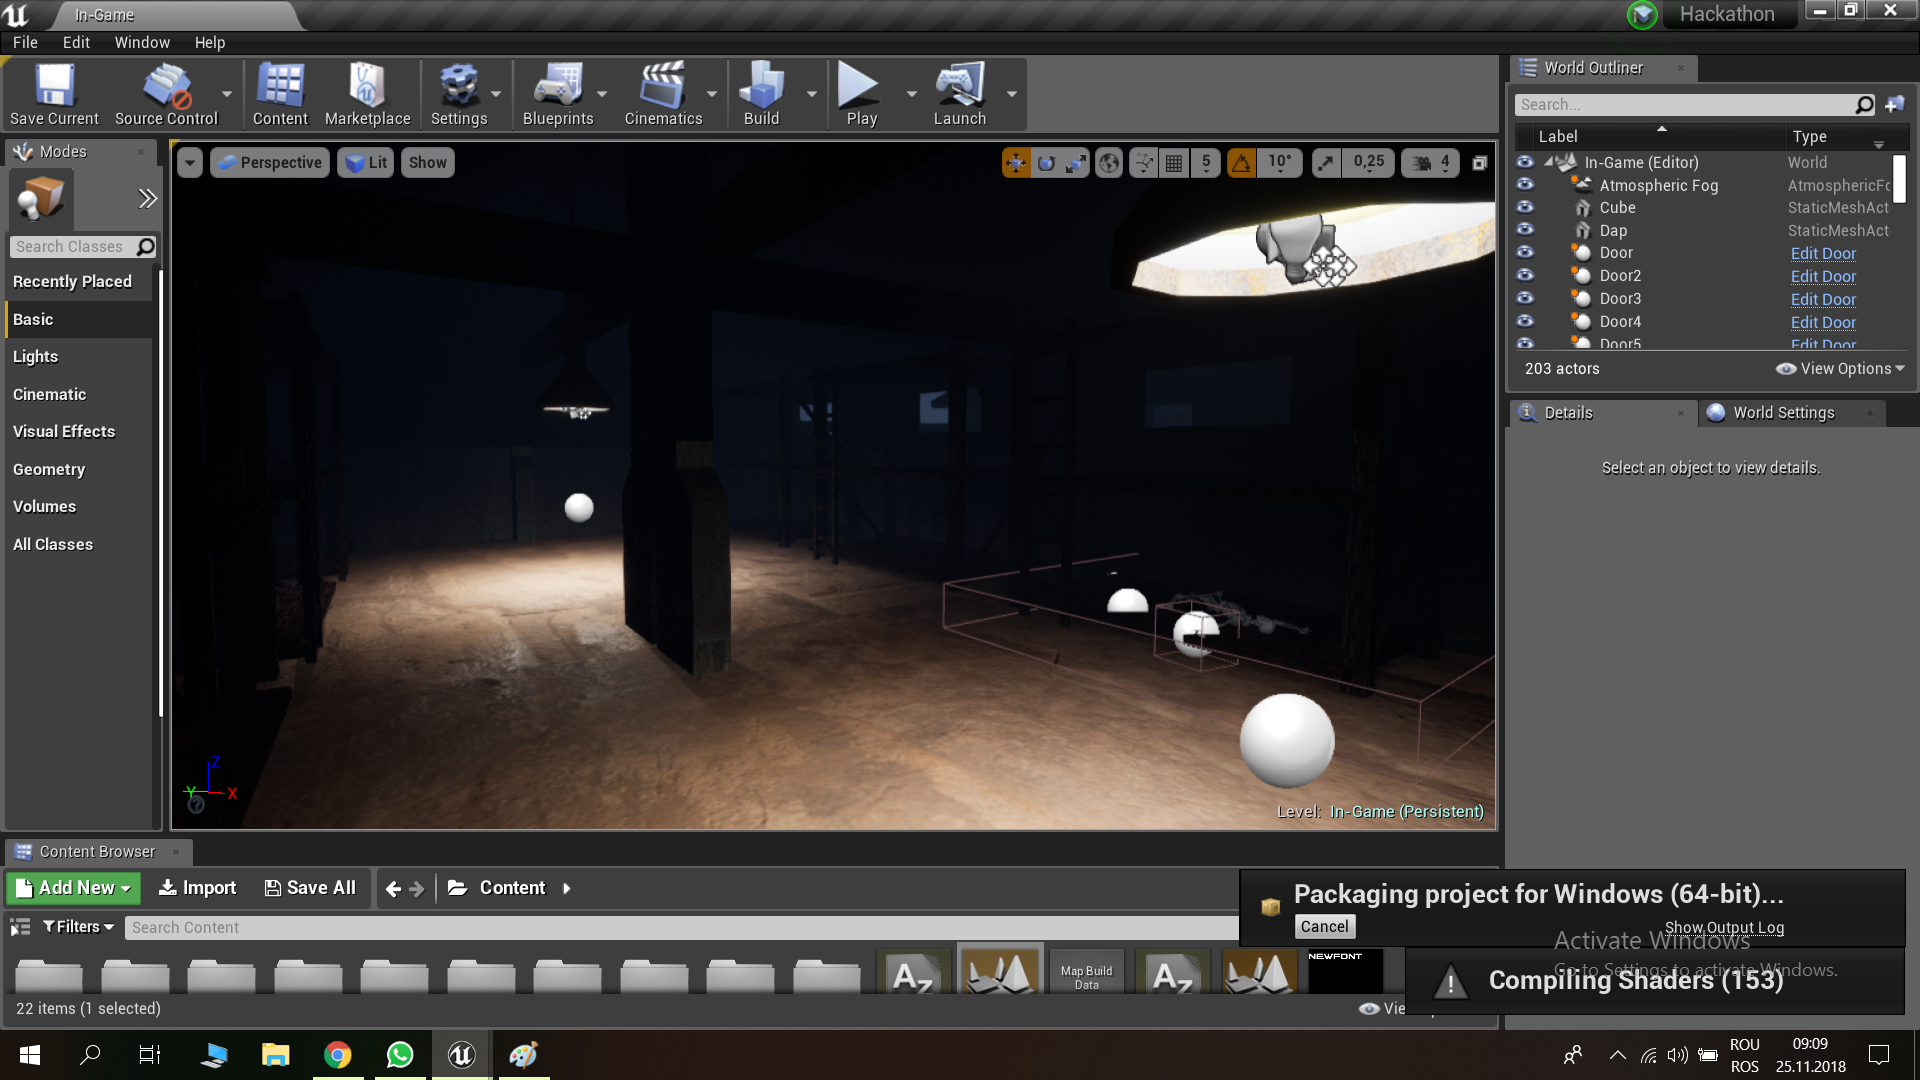 In-Game
Hackathon
File Edit Window Help
Save Current Source Control Content Marketplace Settings Blueprints Cinematics Build Play Launch
Modes
Search Classes
Recently Placed
Basic
Lights
Cinematic
Visual Effects
Geometry
Volumes
All Classes
Perspective Lit Show 5 10° 0,25 4
X
Y
Z
Level: In-Game (Persistent)
World Outliner
Search...
Label Type
In-Game (Editor) World
Atmospheric Fog AtmosphericFo
Cube StaticMeshAct
Dap StaticMeshAct
Door Edit Door
Door2 Edit Door
Door3 Edit Door
Door4 Edit Door
Door5 Edit Door
203 actors View Options
Details World Settings
Select an object to view details.
Content Browser
Add New Import Save All Content
Filters Search Content
Map Build
Data
NEWFONT
22 items (1 selected)
Packaging project for Windows (64-bit)...
Cancel Show Output Log
Activate Windows
Go to Settings to activate Windows.
Compiling Shaders (153)
ROU
ROS
09:09
25.11.2018